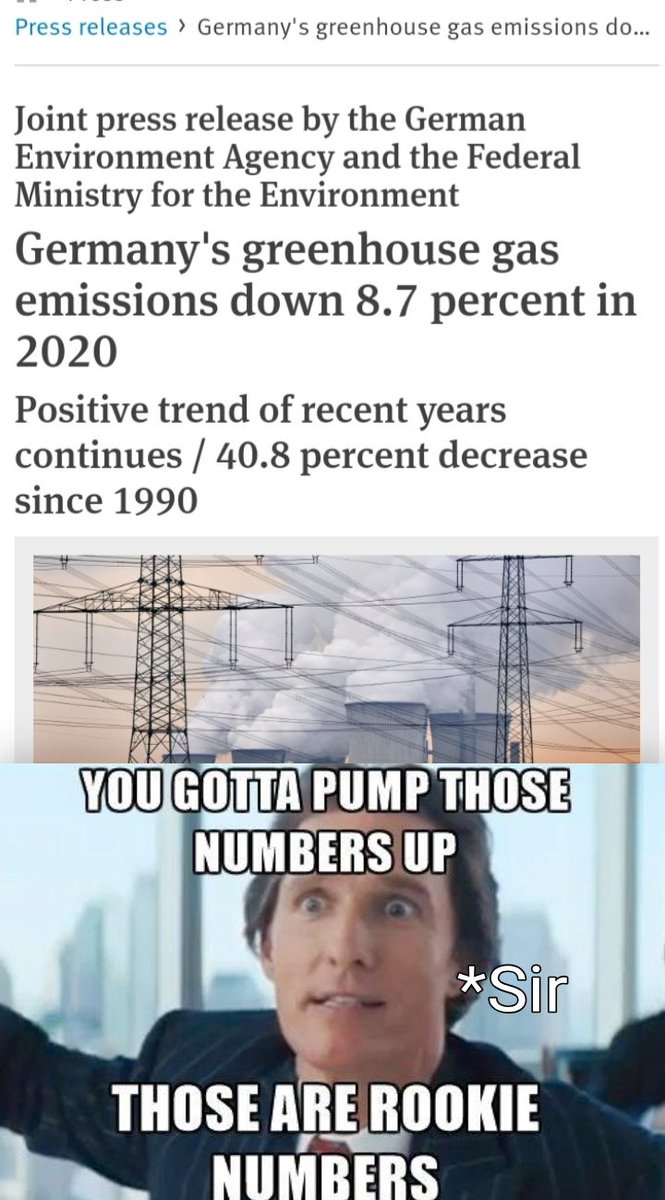 Press releases › Germany's greenhouse gas emissions do...
Joint press release by the German
Environment Agency and the Federal
Ministry for the Environment
Germany's greenhouse gas
emissions down 8.7 percent in
2020
Positive trend of recent years
continues / 40.8 percent decrease
since 1990
YOU GOTTA PUMP THOSE
NUMBERS UP
*Sir
THOSE ARE ROOKIE
NUMBERS